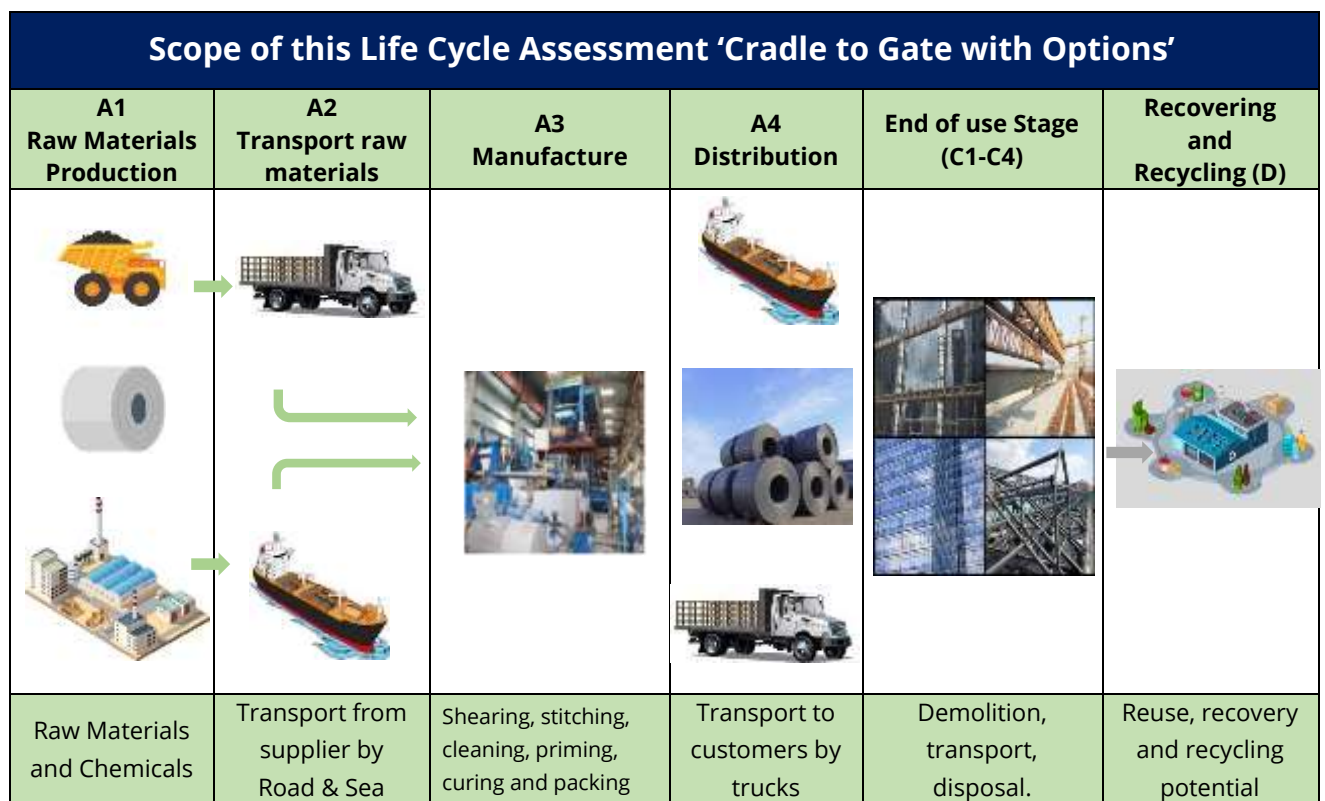 Scope of this Life Cycle Assessment ‘Cradle to Gate with Options’
A1
Raw Materials
Production
A2
Transport raw
materials
A3
Manufacture
A4
Distribution
End of use Stage
(C1-C4)
Recovering
and
Recycling (D)
Raw Materials
and Chemicals
Transport from
supplier by
Road & Sea
Shearing, stitching,
cleaning, priming,
curing and packing
Transport to
customers by
trucks
Demolition,
transport,
disposal.
Reuse, recovery
and recycling
potential